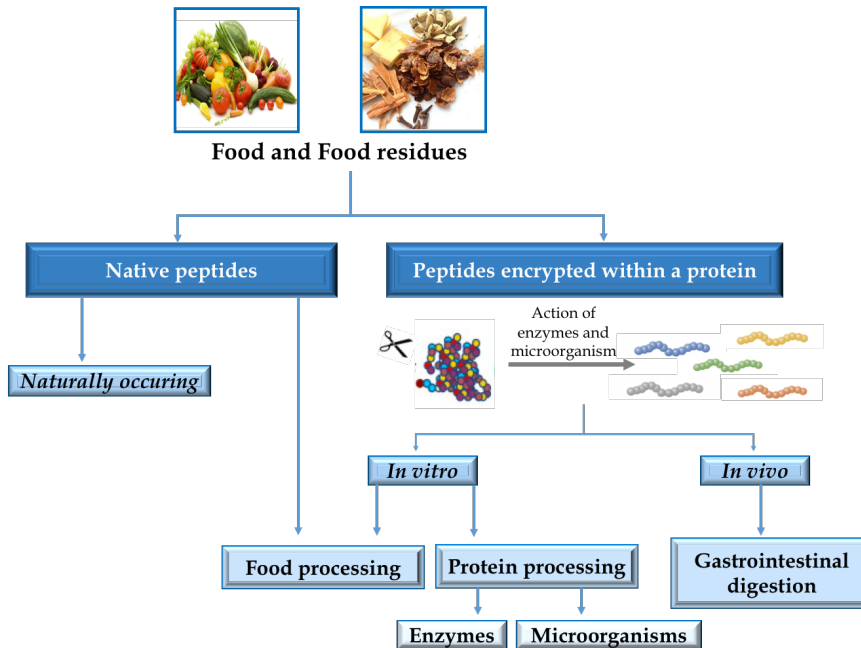 Food and Food residues
Native peptides
Peptides encrypted within a protein
Action of
enzymes and
microorganism
Naturally occuring
In vitro
In vivo
Food processing
Protein processing
Gastrointestinal
digestion
Enzymes
Microorganisms